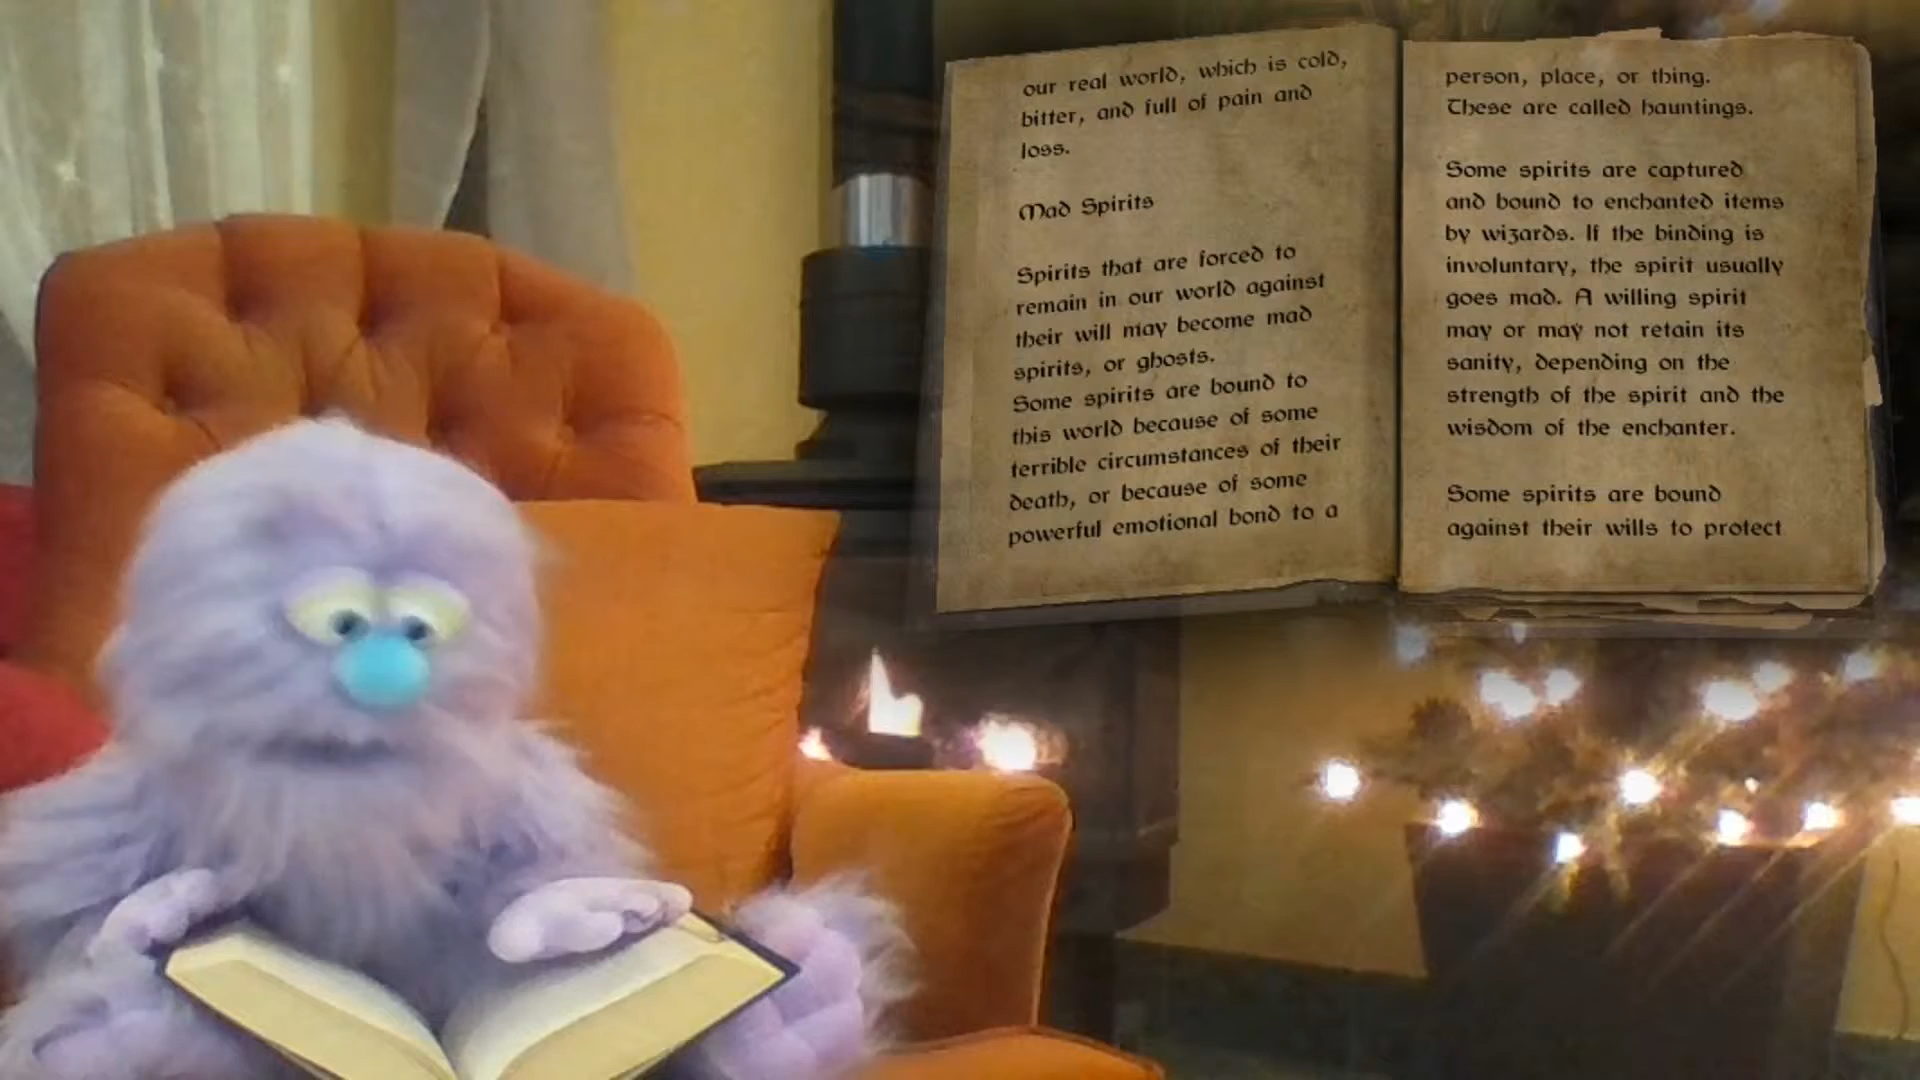 our real world, which is cold,
bitter, and full of pain and
loss.
Mad Spirits
Spirits that are forced to
remain in our world against
their will may become mad
spirits, or ghosts.
Some spirits are bound to
this world because of some
terrible circumstances of their
death, or because of some
powerful emotional bond to a
person, place, or thing.
These are called hauntings.
Some spirits are captured
and bound to enchanted items
by wizards. If the binding is
involuntary, the spirit usually
goes mad. A willing spirit
may or may not retain its
sanity, depending on the
strength of the spirit and the
wisdom of the enchanter.
Some spirits are bound
against their wills to protect